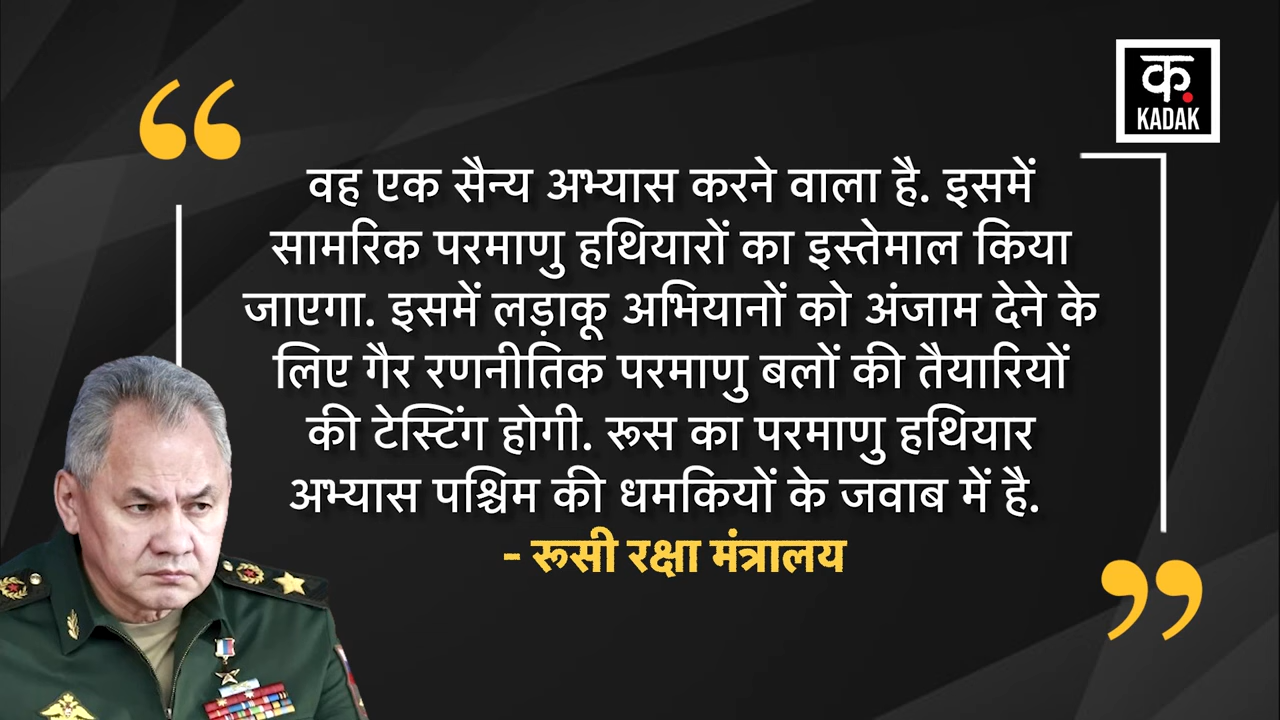 क
KADAK
वह एक सैन्य अभ्यास करने वाला है. इसमें
सामरिक परमाणु हथियारों का इस्तेमाल किया
जाएगा. इसमें लड़ाकू अभियानों को अंजाम देने के
लिए गैर रणनीतिक परमाणु बलों की तैयारियों
की टेस्टिंग होगी. रूस का परमाणु हथियार
अभ्यास पश्चिम की धमकियों के जवाब में है.
- रूसी रक्षा मंत्रालय